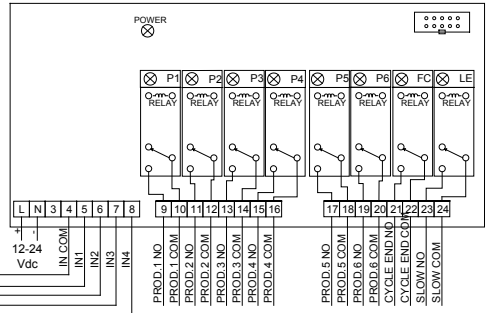 POWER
P1 P2 P3 P4 P5 P6 FC LE
RELAY RELAY RELAY RELAY RELAY RELAY RELAY RELAY
L N 3 4 5 6 7 8 9 10 11 12 13 14 15 16 17 18 19 20 21 22 23 24
+ -
12-24
Vdc
IN COM
IN1
IN2
IN3
IN4
PROD.1 NO
PROD.1 COM
PROD.2 NO
PROD.2 COM
PROD.3 NO
PROD.3 COM
PROD.4 NO
PROD.4 COM
PROD.5 NO
PROD.5 COM
PROD.6 NO
PROD.6 COM
CYCLE END NO
CYCLE END COM
SLOW NO
SLOW COM